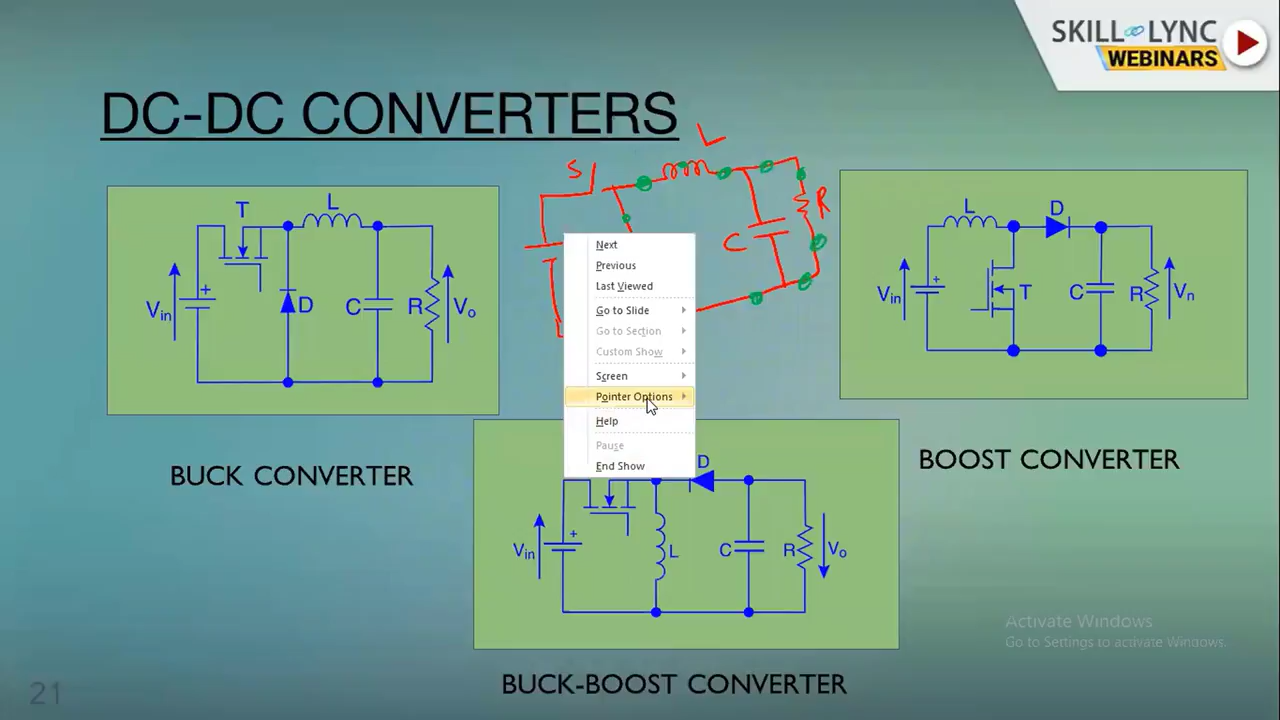 SKILL LYNC
WEBINARS
DC-DC CONVERTERS
S
L
R
C
T
L
D
C
R
Vin
+
Vo
BUCK CONVERTER
L
D
Vin
+
T
C
R
Vn
BOOST CONVERTER
Next
Previous
Last Viewed
Go to Slide
Go to Section
Custom Show
Screen
Pointer Options
Help
Pause
End Show
D
Vin
+
L
C
R
Vo
BUCK-BOOST CONVERTER
Activate Windows
Go to Settings to activate Windows.
21